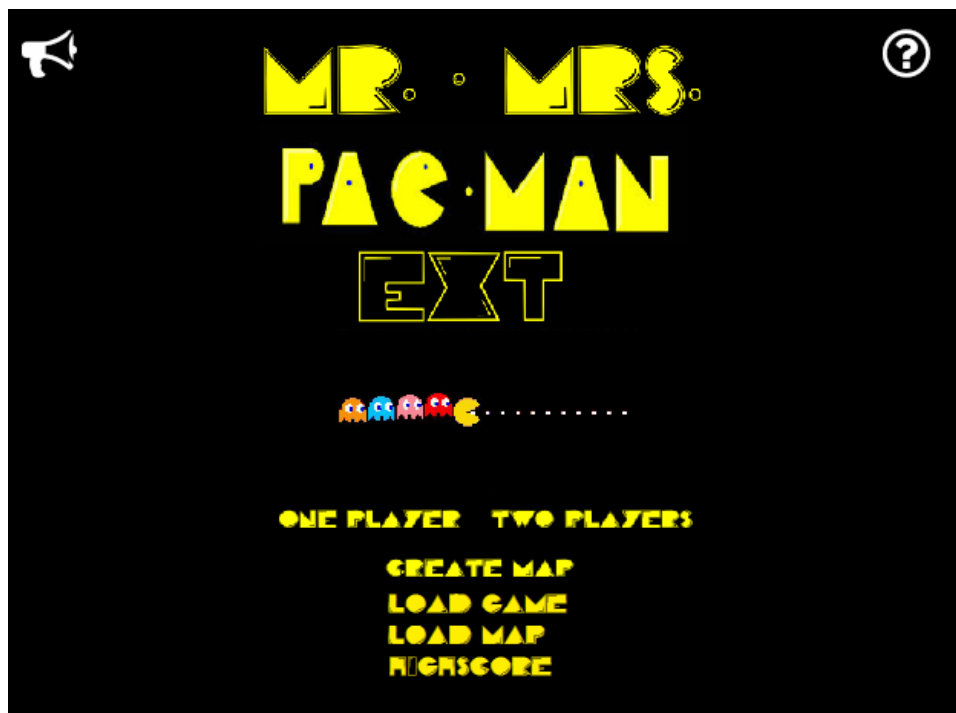 MR. · MRS.
PAC·MAN
EXT
ONE PLAYER TWO PLAYERS
CREATE MAP
LOAD GAME
LOAD MAP
HIGHSCORE
?